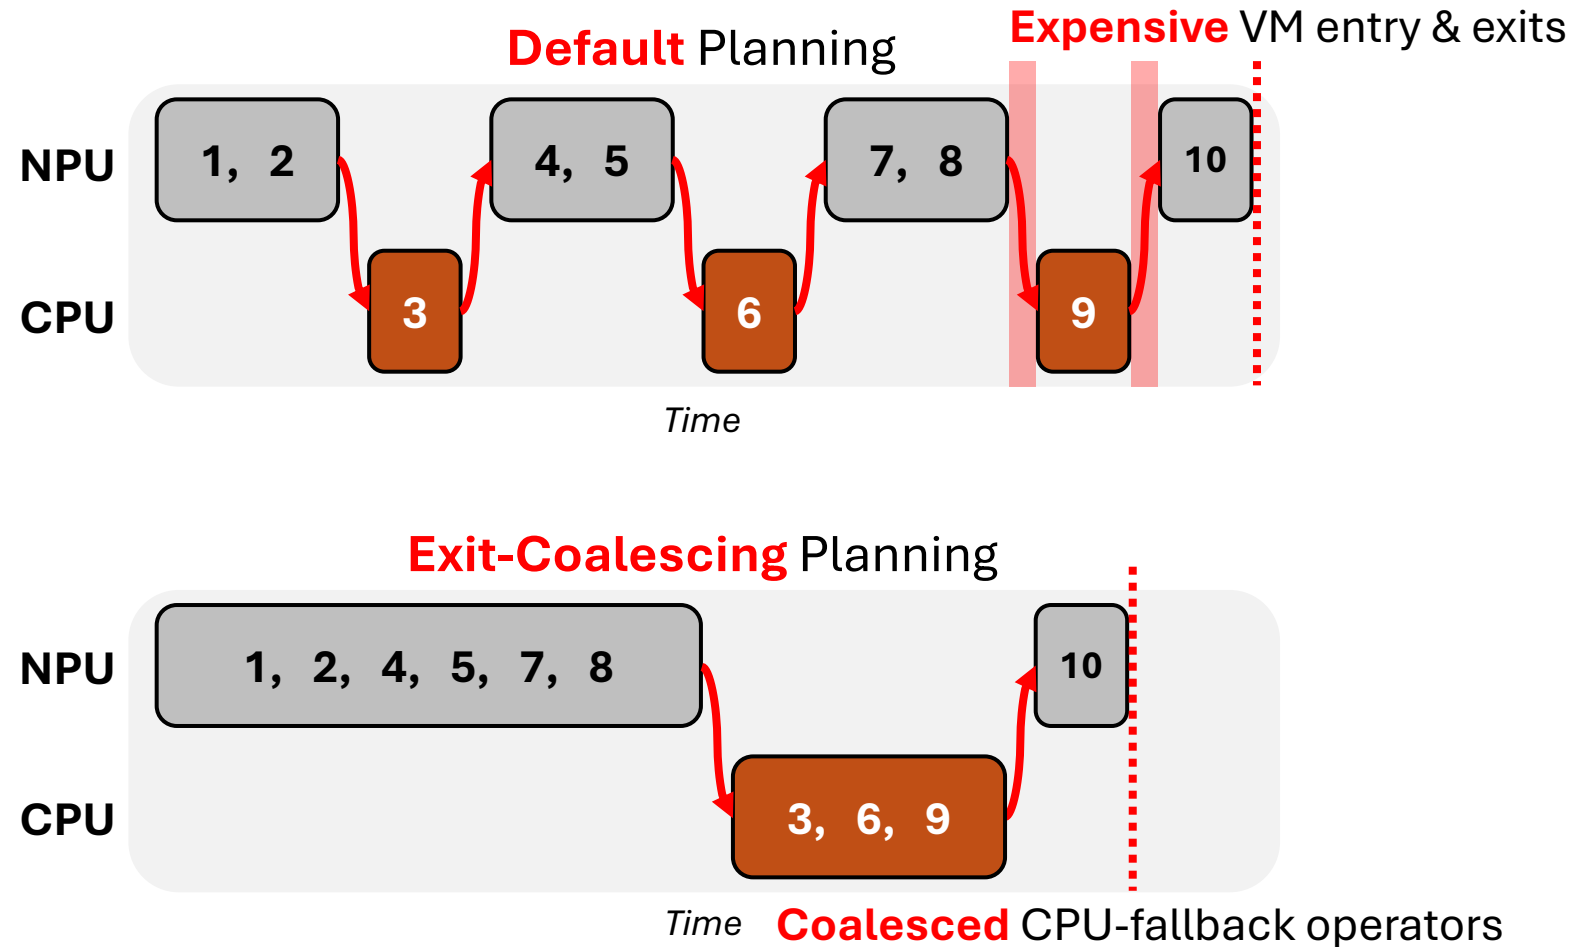 Expensive VM entry & exits
Default Planning
NPU
1, 2
4, 5
7, 8
10
CPU
3
6
9
Time
Exit-Coalescing Planning
NPU
1, 2, 4, 5, 7, 8
10
CPU
3, 6, 9
Time
Coalesced CPU-fallback operators